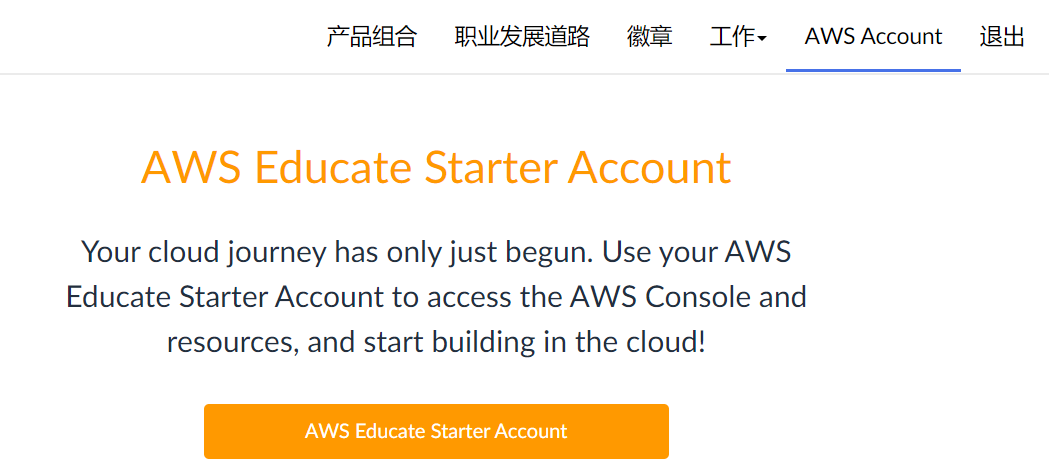 产品组合 职业发展道路 徽章 工作 AWS Account 退出
AWS Educate Starter Account
Your cloud journey has only just begun. Use your AWS
Educate Starter Account to access the AWS Console and
resources, and start building in the cloud!
AWS Educate Starter Account